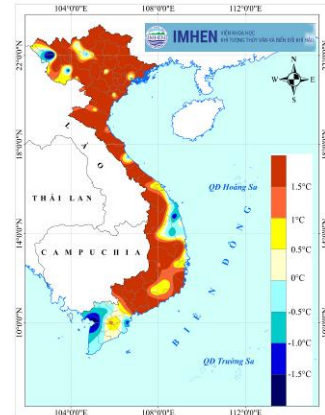 104°0'0"E 108°0'0"E 112°0'0"E
IMHEN
VIỆN KHOA HỌC
KHÍ TƯỢNG THỦY VĂN VÀ BIẾN ĐỔI KHÍ HẬU
22°0'0"N
N
W E
S
18°0'0"N
LÀO
THÁI LAN
QĐ Hoàng Sa
1.5°C
1°C
0.5°C
0°C
-0.5°C
-1.0°C
-1.5°C
14°0'0"N
CAMPUCHIA
BIỂN ĐÔNG
10°0'0"N
QĐ Trường Sa
104°0'0"E 108°0'0"E 112°0'0"E